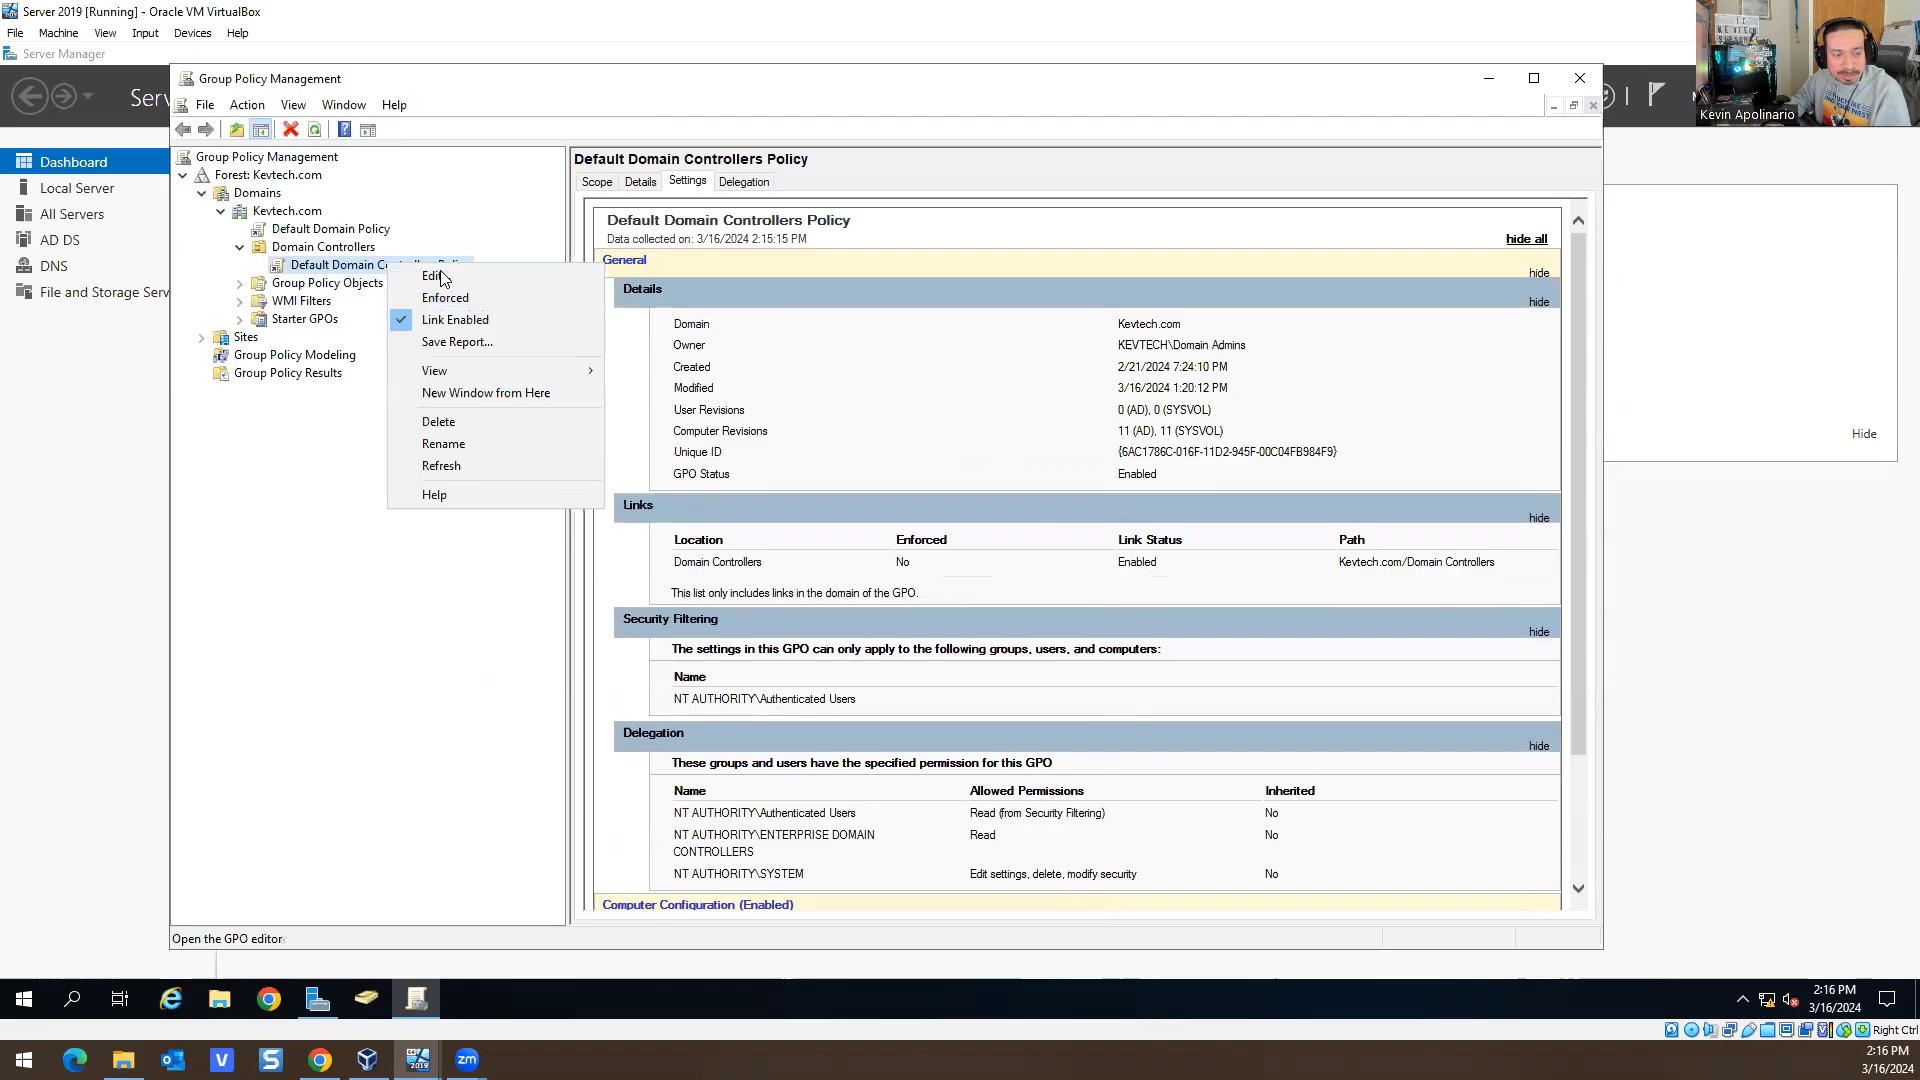 Server 2019 [Running] - Oracle VM VirtualBox
File Machine View Input Devices Help
Server Manager
Serv
Dashboard
Local Server
All Servers
AD DS
DNS
File and Storage Serv
Group Policy Management
File Action View Window Help
Group Policy Management
Forest: Kevtech.com
Domains
Kevtech.com
Default Domain Policy
Domain Controllers
Default Domain C
Group Policy Objects
WMI Filters
Starter GPOs
Sites
Group Policy Modeling
Group Policy Results
Edit
Enforced
Link Enabled
Save Report...
View
New Window from Here
Delete
Rename
Refresh
Help
Default Domain Controllers Policy
Scope Details Settings Delegation
Default Domain Controllers Policy
Data collected on: 3/16/2024 2:15:15 PM hide all
General hide
Details hide
Domain Kevtech.com
Owner KEVTECH\Domain Admins
Created 2/21/2024 7:24:10 PM
Modified 3/16/2024 1:20:12 PM
User Revisions 0 (AD), 0 (SYSVOL)
Computer Revisions 11 (AD), 11 (SYSVOL)
Unique ID {6AC1786C-016F-11D2-945F-00C04FB984F9}
GPO Status Enabled
Links hide
Location Enforced Link Status Path
Domain Controllers No Enabled Kevtech.com/Domain Controllers
This list only includes links in the domain of the GPO.
Security Filtering hide
The settings in this GPO can only apply to the following groups, users, and computers:
Name
NT AUTHORITY\Authenticated Users
Delegation hide
These groups and users have the specified permission for this GPO
Name Allowed Permissions Inherited
NT AUTHORITY\Authenticated Users Read (from Security Filtering) No
NT AUTHORITY\ENTERPRISE DOMAIN Read No
CONTROLLERS
NT AUTHORITY\SYSTEM Edit settings, delete, modify security No
Computer Configuration (Enabled)
Open the GPO editor
Hide
KEVTECH
Kevin Apolinario
2:16 PM
3/16/2024
Right Ctrl
2019
zm
2:16 PM
3/16/2024